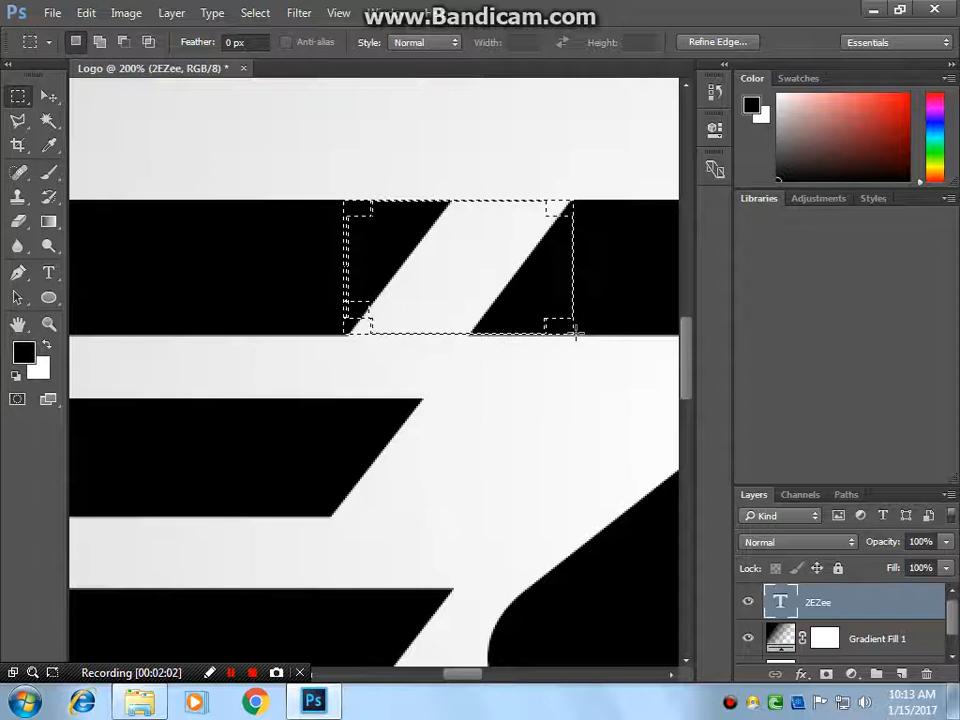 www.Bandicam.com
Ps File Edit Image Layer Type Select Filter View
Feather: 0 px Anti-alias Style: Normal Width: Height: Refine Edge... Essentials
Logo @ 200% (2EZee, RGB/8) * ×
Color Swatches
Libraries Adjustments Styles
Layers Channels Paths
Kind
Normal Opacity: 100%
Lock: Fill: 100%
T 2EZee
Gradient Fill 1
fx
Recording [00:02:02]
Ps
10:13 AM
1/15/2017